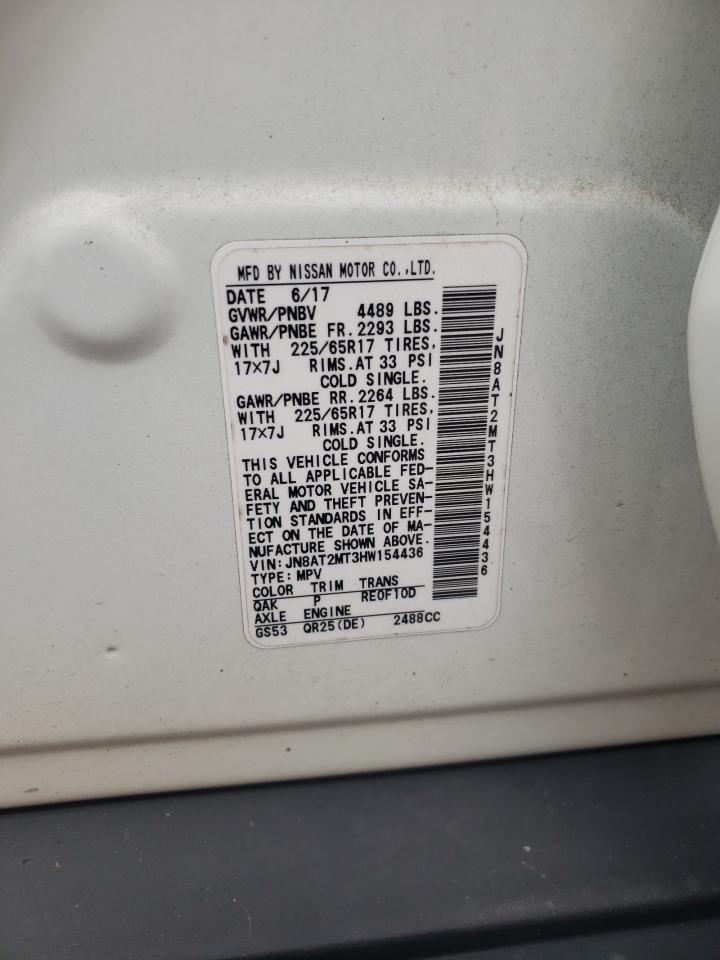 MFD BY NISSAN MOTOR CO.,LTD.
DATE 6/17
GVWR/PNBV 4489 LBS.
GAWR/PNBE FR. 2293 LBS.
WITH 225/65R17 TIRES,
17×7J RIMS.AT 33 PSI
COLD SINGLE.
GAWR/PNBE RR. 2264 LBS.
WITH 225/65R17 TIRES,
17×7J RIMS.AT 33 PSI
COLD SINGLE.
THIS VEHICLE CONFORMS
TO ALL APPLICABLE FED-
ERAL MOTOR VEHICLE SA-
FETY AND THEFT PREVEN-
TION STANDARDS IN EFF-
ECT ON THE DATE OF MA-
NUFACTURE SHOWN ABOVE.
VIN:JN8AT2MT3HW154436
TYPE:MPV
COLOR TRIM TRANS
QAK P RE0F10D
AXLE ENGINE
GS53 QR25(DE) 2488CC
JN8AT2MT3HW154436